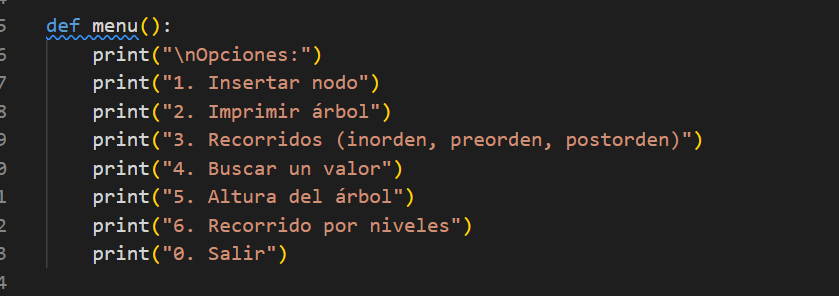 5 def menu():
6     print("\nOpciones:")
7     print("1. Insertar nodo")
8     print("2. Imprimir árbol")
9     print("3. Recorridos (inorden, preorden, postorden)")
0     print("4. Buscar un valor")
1     print("5. Altura del árbol")
2     print("6. Recorrido por niveles")
3     print("0. Salir")
4